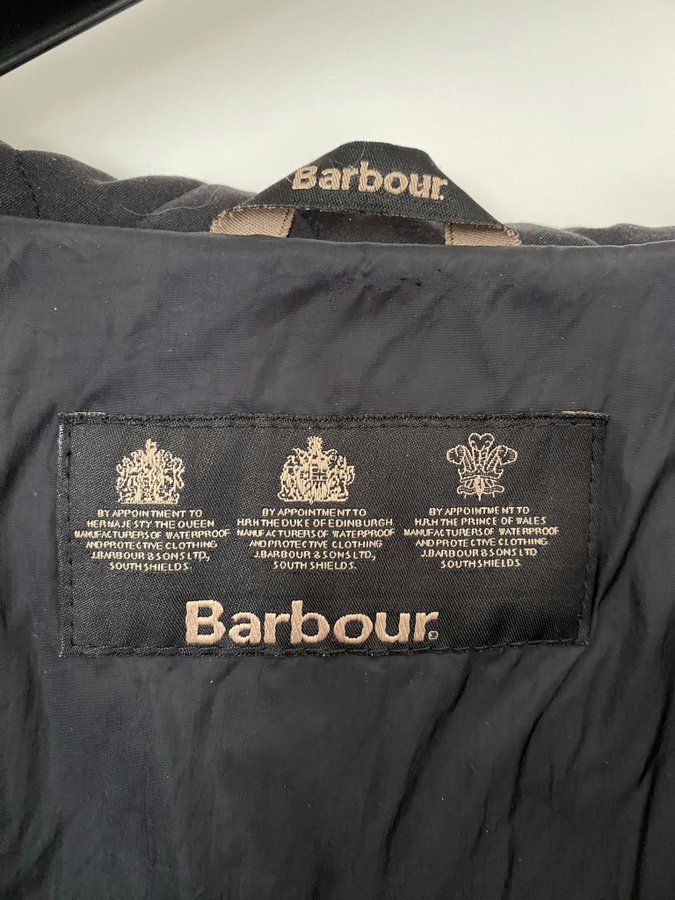 Barbour
BY APPOINTMENT TO
HER MAJESTY THE QUEEN
MANUFACTURERS OF WATERPROOF
AND PROTECTIVE CLOTHING
J.BARBOUR & SONS LTD.,
SOUTH SHIELDS.
BY APPOINTMENT TO
H.R.H THE DUKE OF EDINBURGH
MANUFACTURERS OF WATERPROOF
AND PROTECTIVE CLOTHING
J.BARBOUR & SONS LTD.,
SOUTH SHIELDS.
BY APPOINTMENT TO
H.R.H THE PRINCE OF WALES
MANUFACTURERS OF WATERPROOF
AND PROTECTIVE CLOTHING
J.BARBOUR & SONS LTD
SOUTH SHIELDS.
Barbour